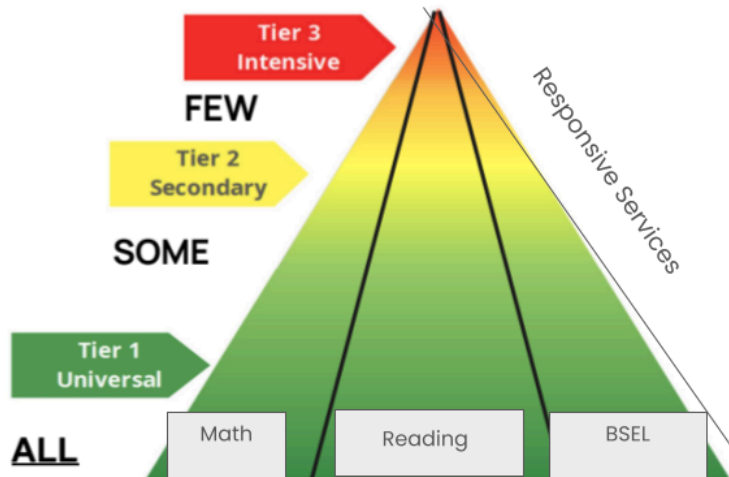 Tier 3
Intensive
FEW
Responsive Services
Tier 2
Secondary
SOME
Tier 1
Universal
ALL
Math
Reading
BSEL